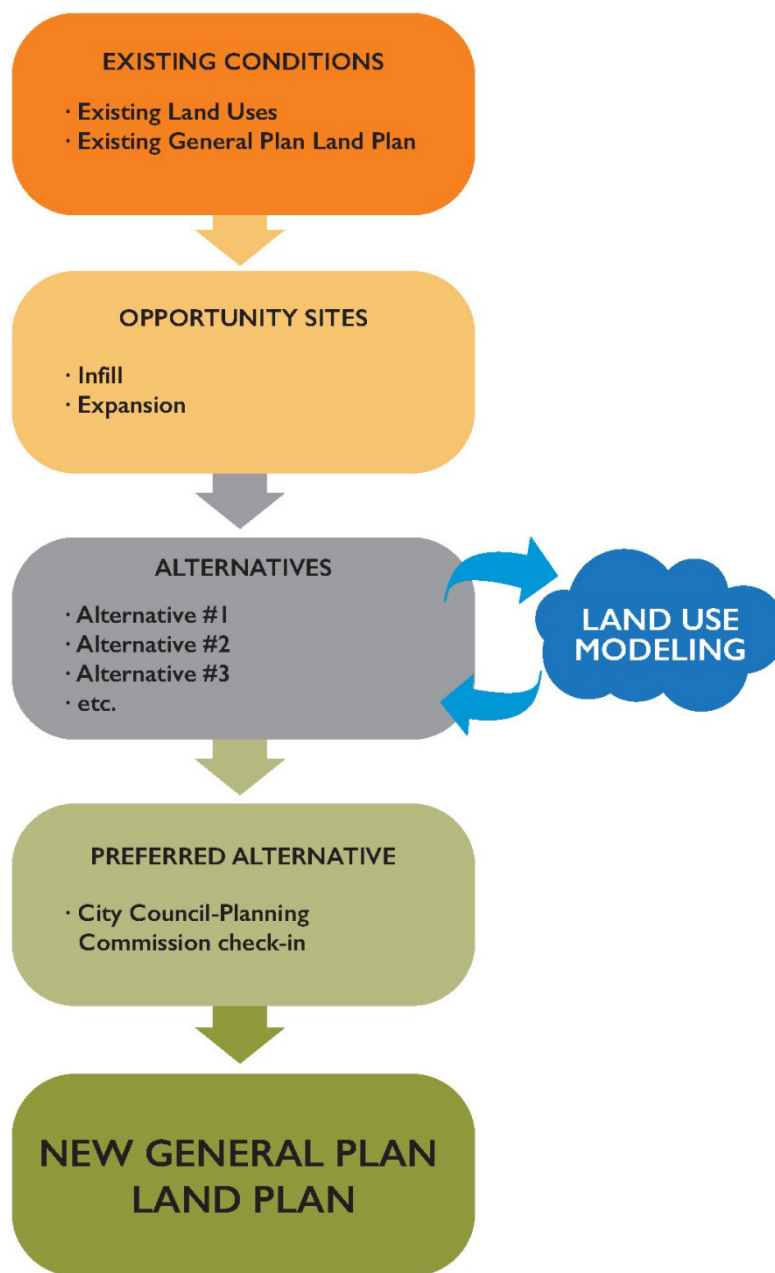 EXISTING CONDITIONS
· Existing Land Uses
· Existing General Plan Land Plan
OPPORTUNITY SITES
· Infill
· Expansion
ALTERNATIVES
· Alternative #1
· Alternative #2
· Alternative #3
· etc.
LAND USE
MODELING
PREFERRED ALTERNATIVE
· City Council-Planning
Commission check-in
NEW GENERAL PLAN
LAND PLAN